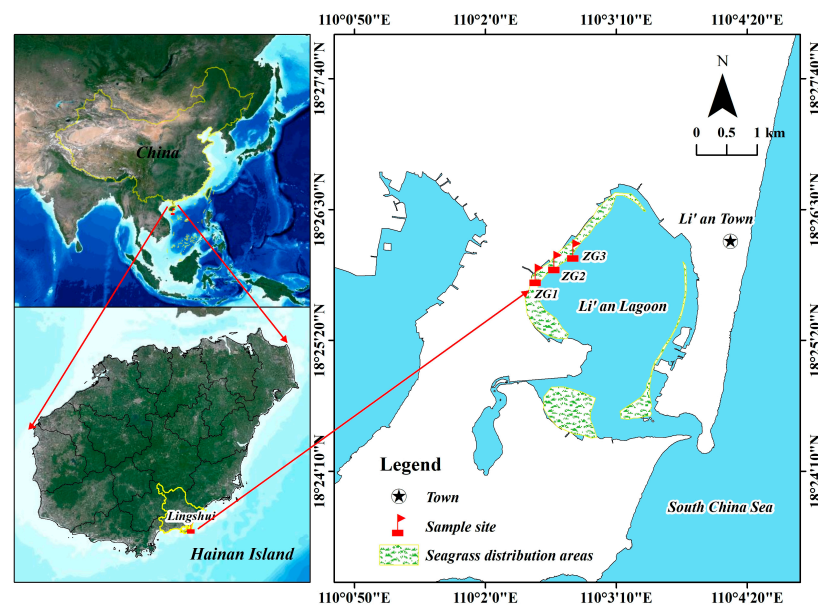 110°0'50"E 110°2'0"E 110°3'10"E 110°4'20"E
18°27'40"N 18°27'40"N
18°26'30"N 18°26'30"N
18°25'20"N 18°25'20"N
18°24'10"N 18°24'10"N
China
N
0 0.5 1 km
Li' an Town
ZG3
ZG2
ZG1
Li' an Lagoon
Lingshui
Hainan Island
Legend
Town
Sample site
Seagrass distribution areas
South China Sea
110°0'50"E 110°2'0"E 110°3'10"E 110°4'20"E